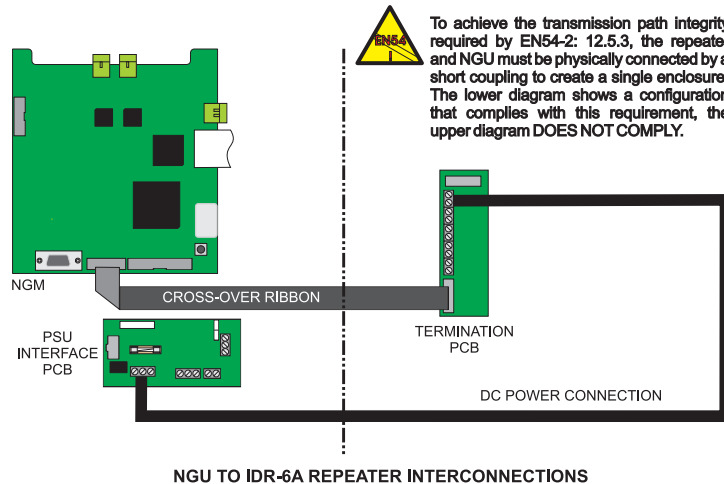 EN54
To achieve the transmission path integrity
required by EN54-2: 12.5.3, the repeate
and NGU must be physically connected by a
short coupling to create a single enclosure
The lower diagram shows a configuration
that complies with this requirement, the
upper diagram DOES NOT COMPLY.
NGM
CROSS-OVER RIBBON
PSU
INTERFACE
PCB
TERMINATION
PCB
DC POWER CONNECTION
NGU TO IDR-6A REPEATER INTERCONNECTIONS